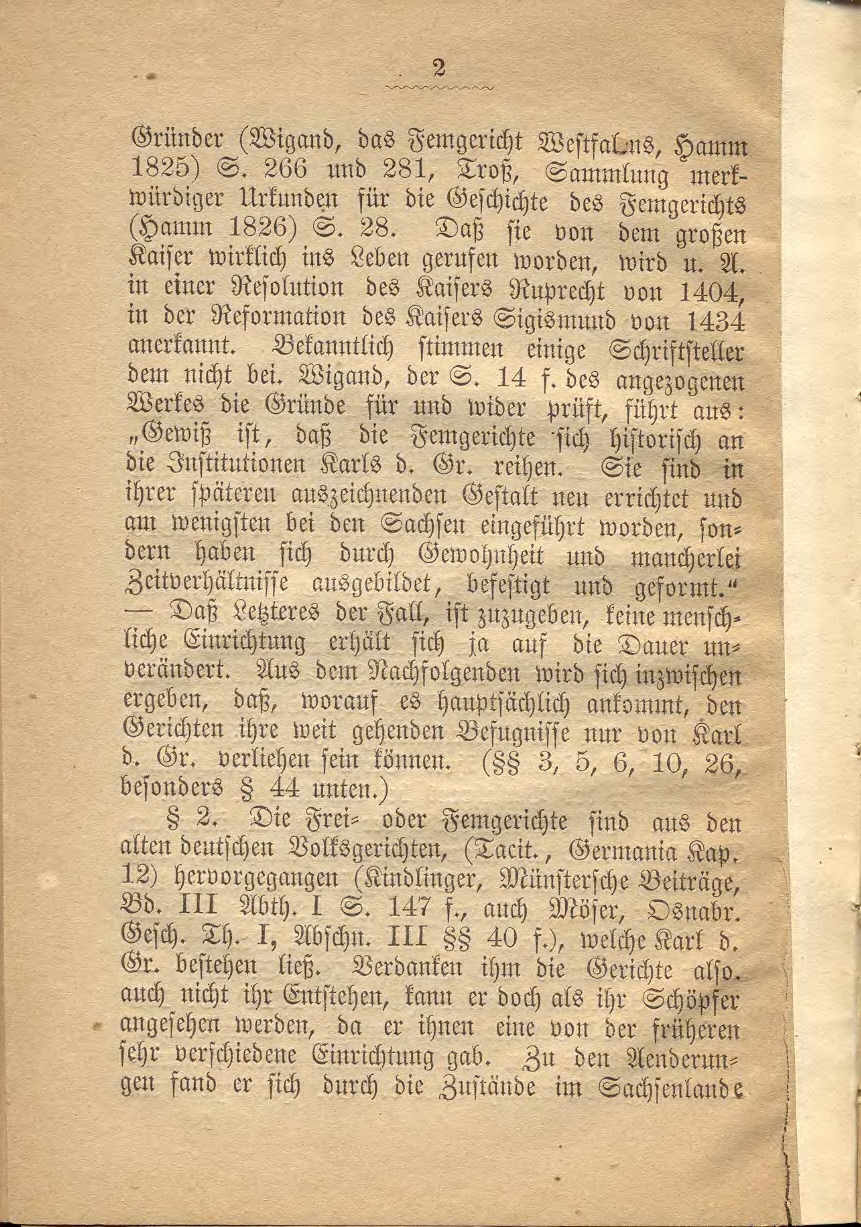 2
Gründer (Wigand, das Femgericht Westfalens, Hamm
1825) S. 266 und 281, Troß, Sammlung merk-
würdiger Urkunden für die Geschichte des Femgerichts
(Hamm 1826) S. 28. Daß sie von dem großen
Kaiser wirklich ins Leben gerufen worden, wird u. A.
in einer Resolution des Kaisers Ruprecht von 1404,
in der Reformation des Kaisers Sigismund von 1434
anerkannt. Bekanntlich stimmen einige Schriftsteller
dem nicht bei. Wigand, der S. 14 f. des angezogenen
Werkes die Gründe für und wider prüft, führt aus:
„Gewiß ist, daß die Femgerichte sich historisch an
die Institutionen Karls d. Gr. reihen. Sie sind in
ihrer späteren auszeichnenden Gestalt neu errichtet und
am wenigsten bei den Sachsen eingeführt worden, son-
dern haben sich durch Gewohnheit und mancherlei
Zeitverhältnisse ausgebildet, befestigt und geformt.“
— Daß Letzteres der Fall, ist zuzugeben, keine mensch-
liche Einrichtung erhält sich ja auf die Dauer un-
verändert. Aus dem Nachfolgenden wird sich inzwischen
ergeben, daß, worauf es hauptsächlich ankommt, den
Gerichten ihre weit gehenden Befugnisse nur von Karl
d. Gr. verliehen sein können. (§§ 3, 5, 6, 10, 26,
besonders § 44 unten.)
§ 2. Die Frei- oder Femgerichte sind aus den
alten deutschen Volksgerichten, (Tacit., Germania Kap.
12) hervorgegangen (Kindlinger, Münstersche Beiträge,
Bd. III Abth. I S. 147 f., auch Möser, Osnabr.
Gesch. Th. I, Abschn. III §§ 40 f.), welche Karl d.
Gr. bestehen ließ. Verdanken ihm die Gerichte also
auch nicht ihr Entstehen, kann er doch als ihr Schöpfer
angesehen werden, da er ihnen eine von der früheren
sehr verschiedene Einrichtung gab. Zu den Aenderun-
gen fand er sich durch die Zustände im Sachsenlande